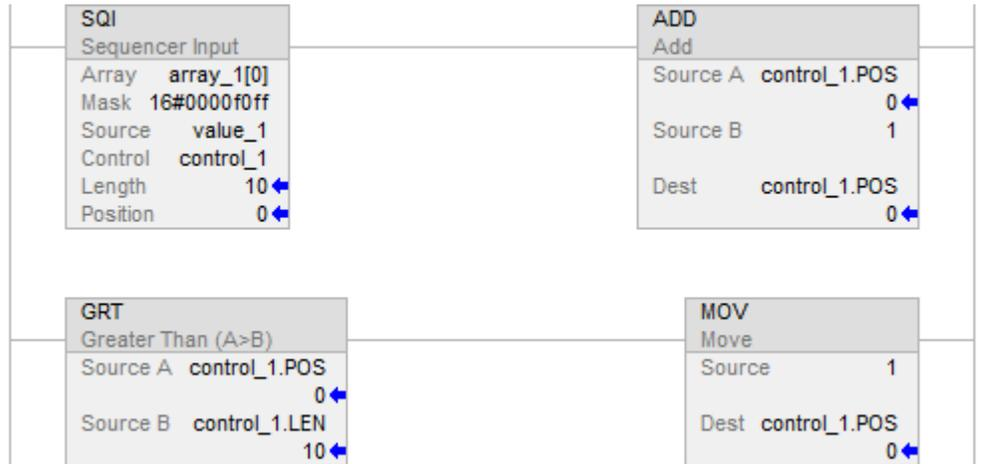 SQI
Sequencer Input
Array array_1[0]
Mask 16#0000f0ff
Source value_1
Control control_1
Length 10
Position 0
ADD
Add
Source A control_1.POS
0
Source B 1
Dest control_1.POS
0
GRT
Greater Than (A>B)
Source A control_1.POS
0
Source B control_1.LEN
10
MOV
Move
Source 1
Dest control_1.POS
0